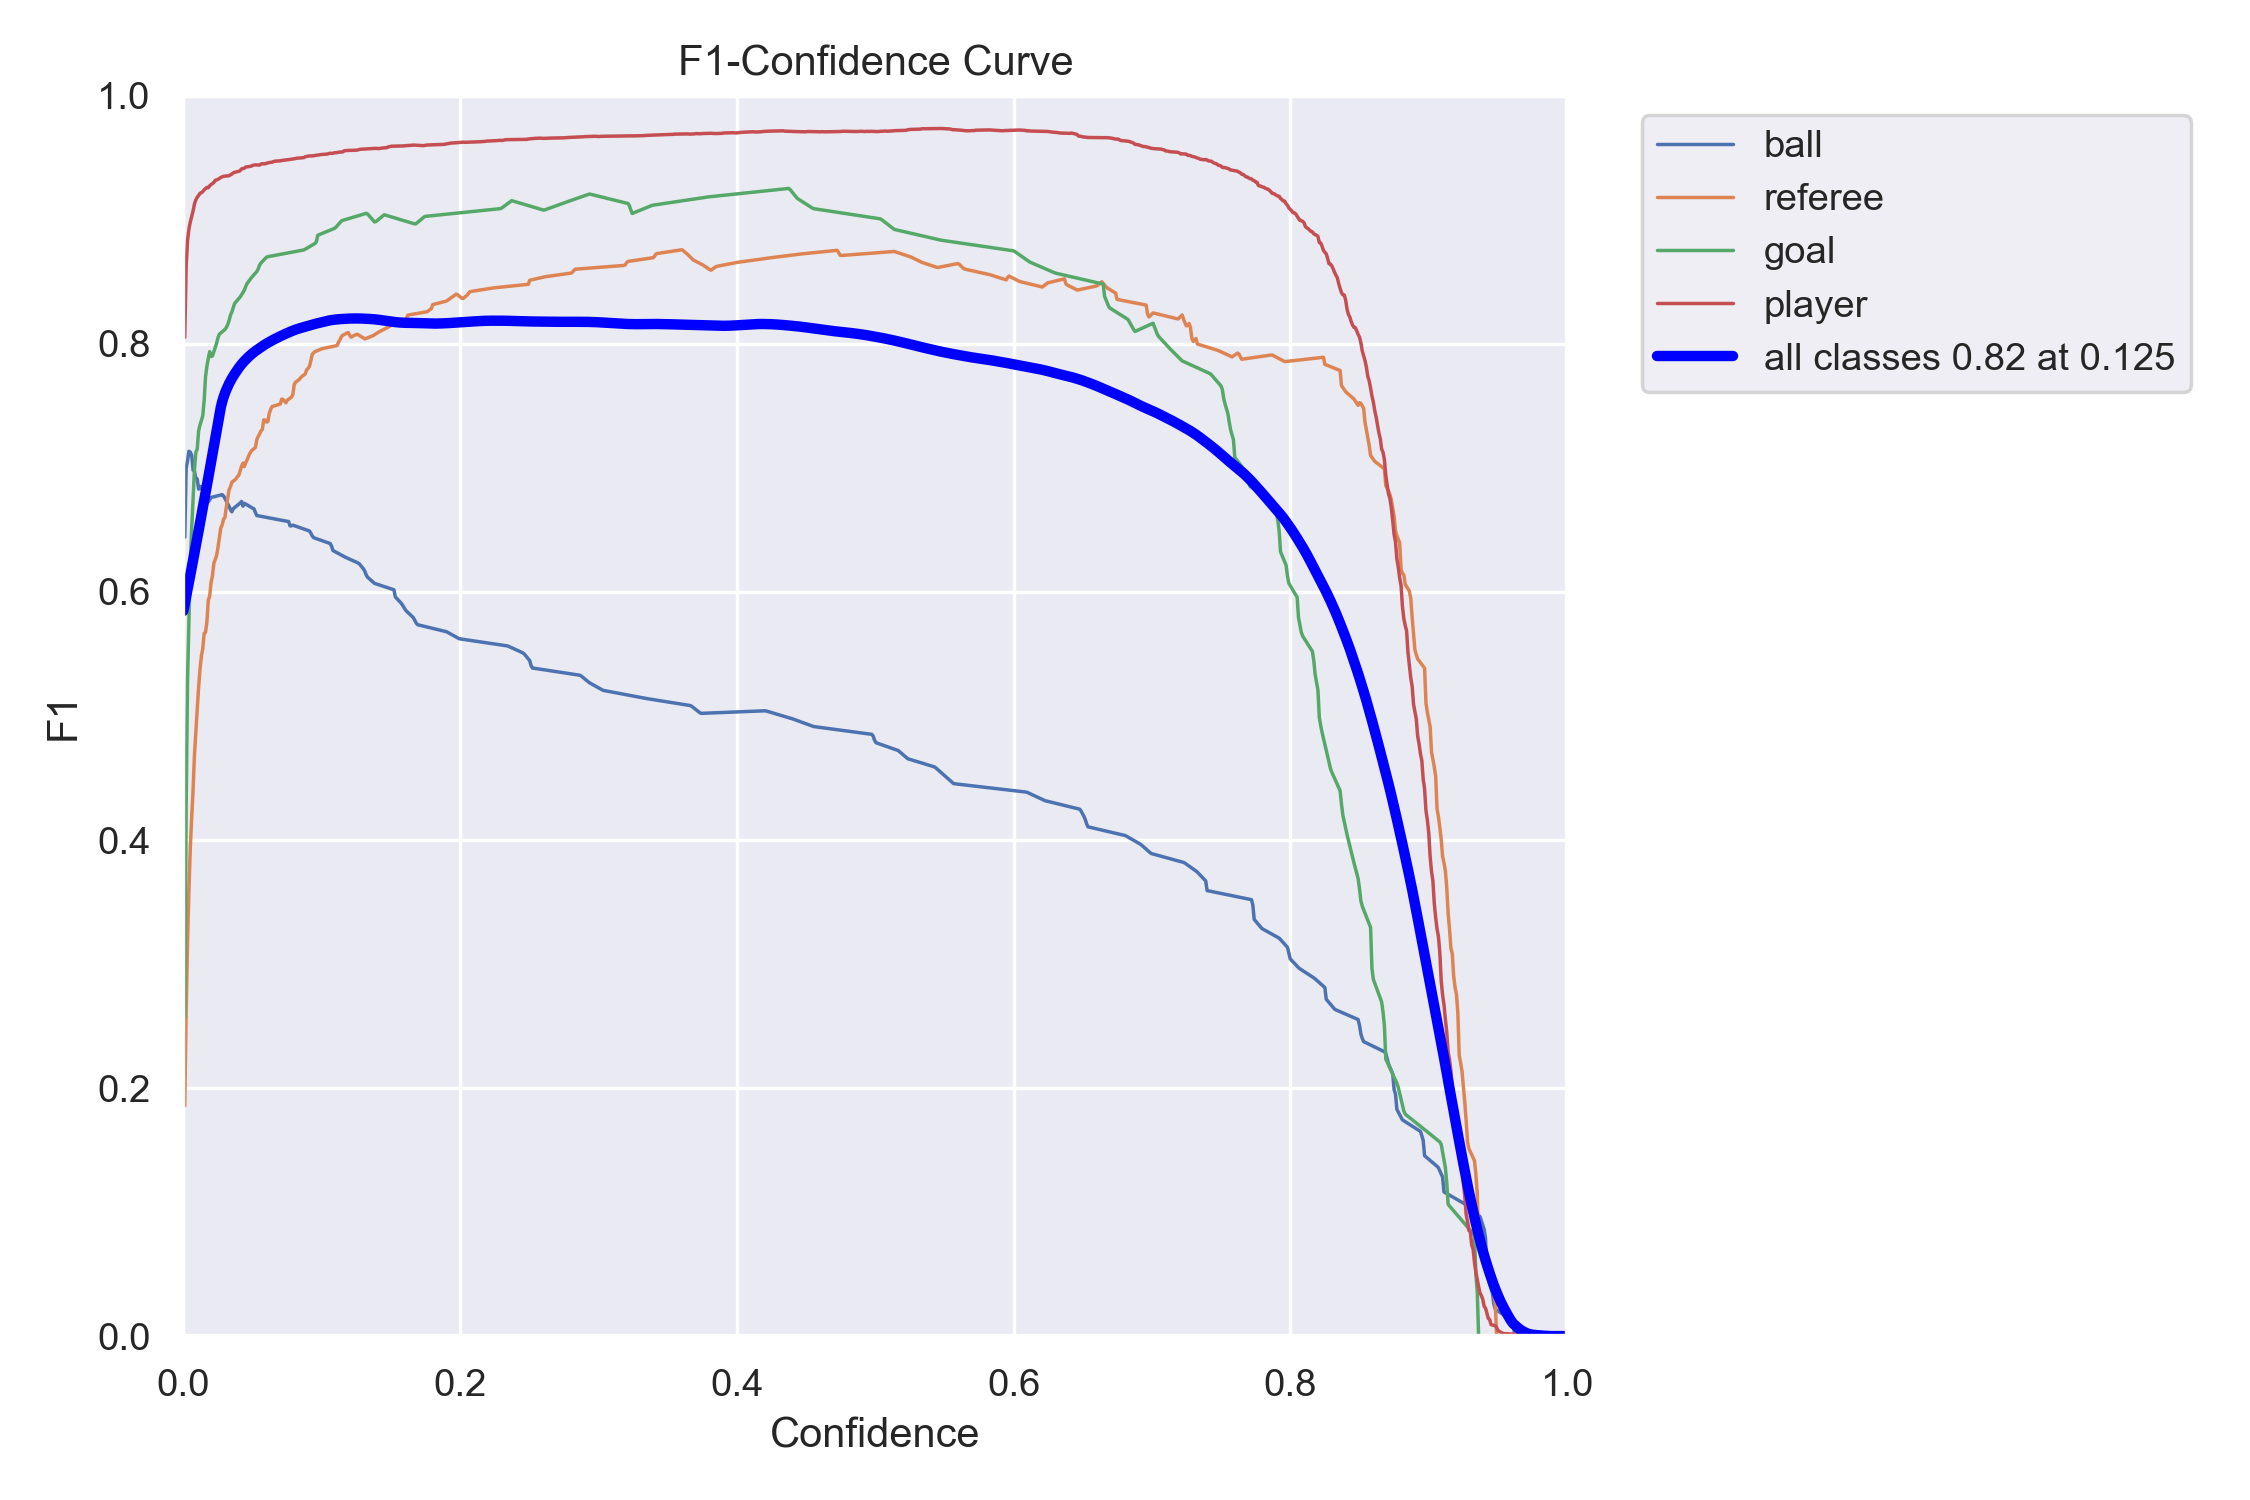 F1-Confidence Curve
1.0
0.8
0.6
0.4
0.2
0.0
F1
0.0 0.2 0.4 0.6 0.8 1.0
Confidence
ball
referee
goal
player
all classes 0.82 at 0.125